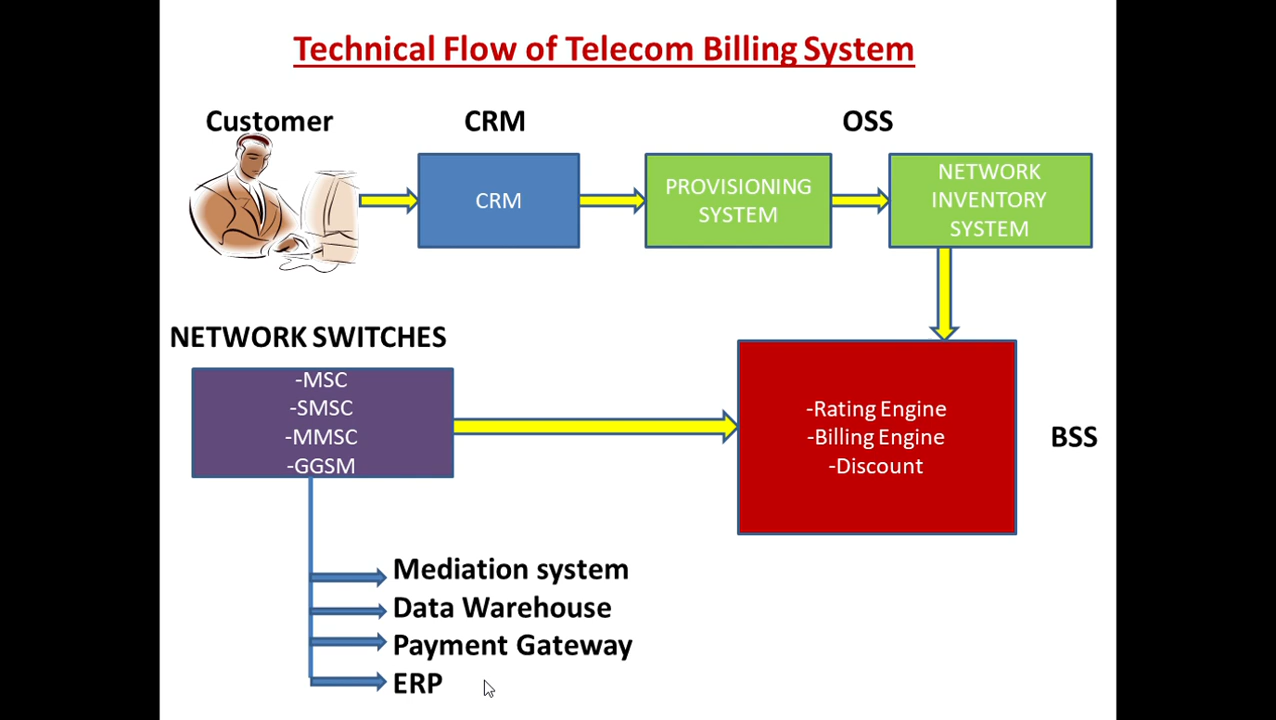 Technical Flow of Telecom Billing System
Customer
CRM
OSS
CRM
PROVISIONING
SYSTEM
NETWORK
INVENTORY
SYSTEM
NETWORK SWITCHES
-MSC
-SMSC
-MMSC
-GGSM
-Rating Engine
-Billing Engine
-Discount
BSS
Mediation system
Data Warehouse
Payment Gateway
ERP